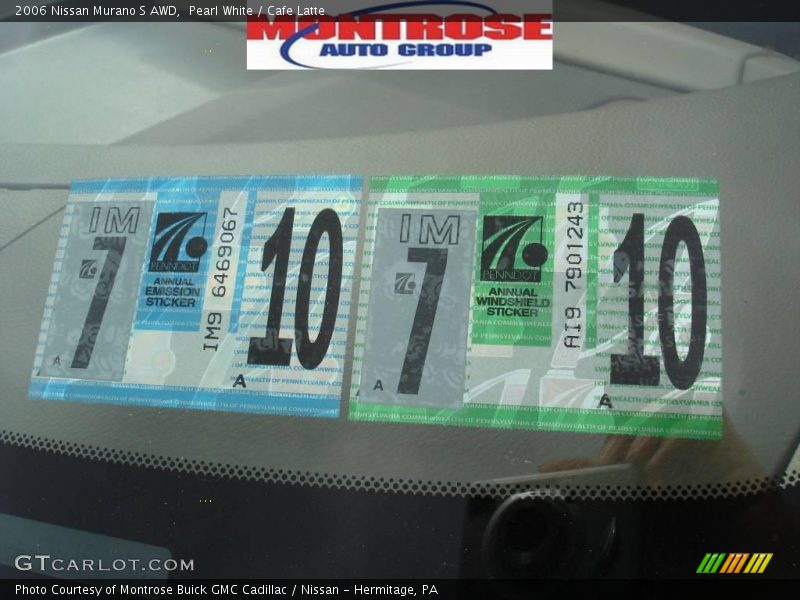 2006 Nissan Murano S AWD,  Pearl White / Cafe Latte
MONTROSE
AUTO GROUP
IM
7
A
PENNDOT
ANNUAL
EMISSION
STICKER
IM9 6469067
10
A
IM
7
A
PENNDOT
ANNUAL
WINDSHIELD
STICKER
AI9 7901243
10
A
GTCARLOT.COM
Photo Courtesy of Montrose Buick GMC Cadillac / Nissan - Hermitage, PA